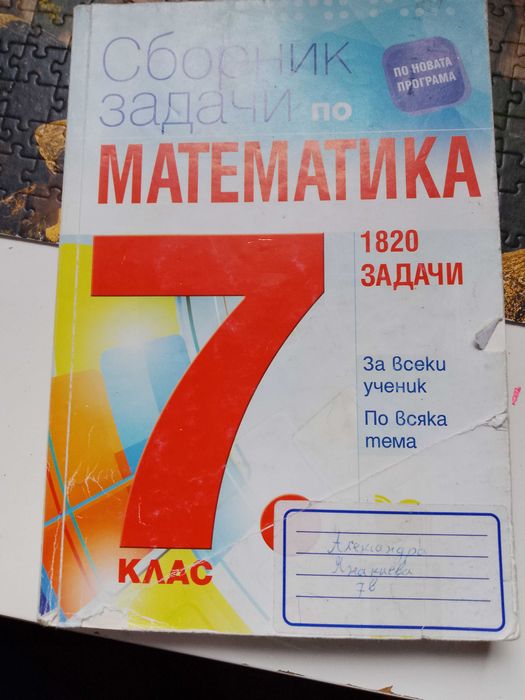 Сборник
задачи по
ПО НОВАТА
ПРОГРАМА
МАТЕМАТИКА
7.
КЛАС
1820
ЗАДАЧИ
За всеки
ученик
По всяка
тема
Александра
Янакиева
7в